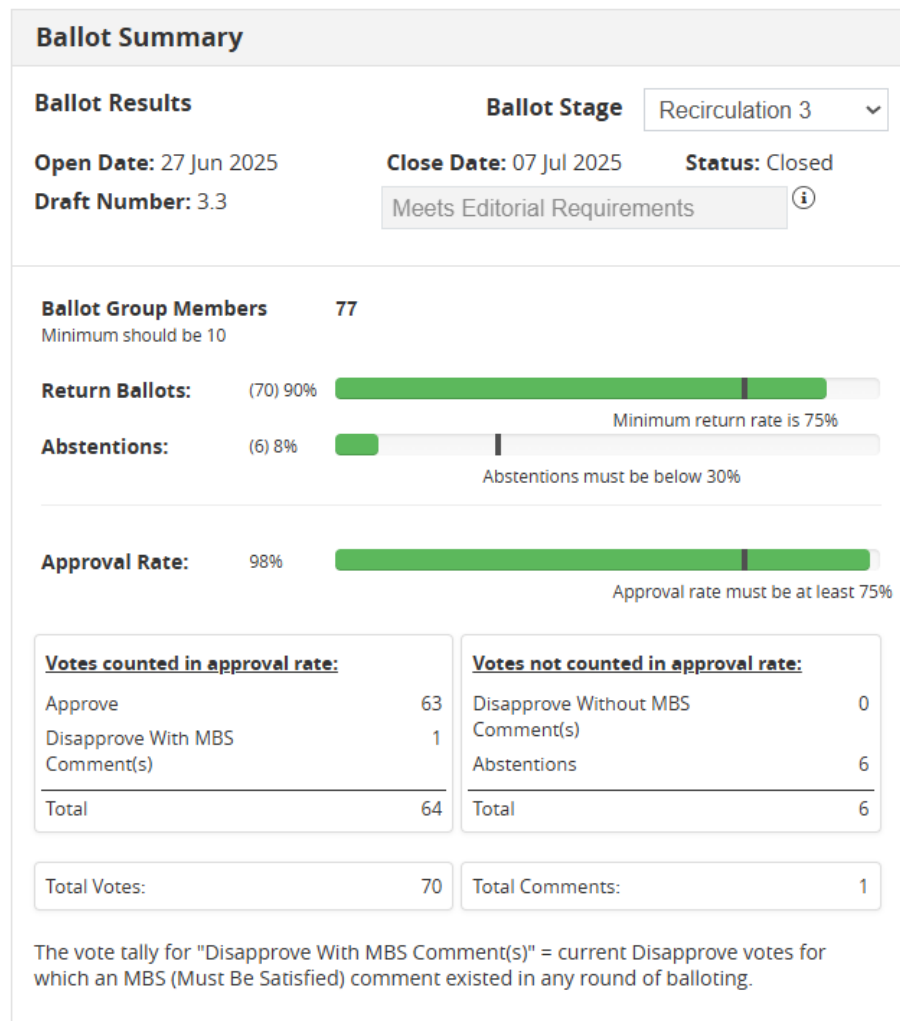 Ballot Summary
Ballot Results
Ballot Stage Recirculation 3
Open Date: 27 Jun 2025 Close Date: 07 Jul 2025 Status: Closed
Draft Number: 3.3 Meets Editorial Requirements
Ballot Group Members 77
Minimum should be 10
Return Ballots: (70) 90%
Minimum return rate is 75%
Abstentions: (6) 8%
Abstentions must be below 30%
Approval Rate: 98%
Approval rate must be at least 75%
Votes counted in approval rate:
Approve 63
Disapprove With MBS
Comment(s) 1
Total 64
Votes not counted in approval rate:
Disapprove Without MBS 0
Comment(s)
Abstentions 6
Total 6
Total Votes: 70
Total Comments: 1
The vote tally for "Disapprove With MBS Comment(s)" = current Disapprove votes for
which an MBS (Must Be Satisfied) comment existed in any round of balloting.